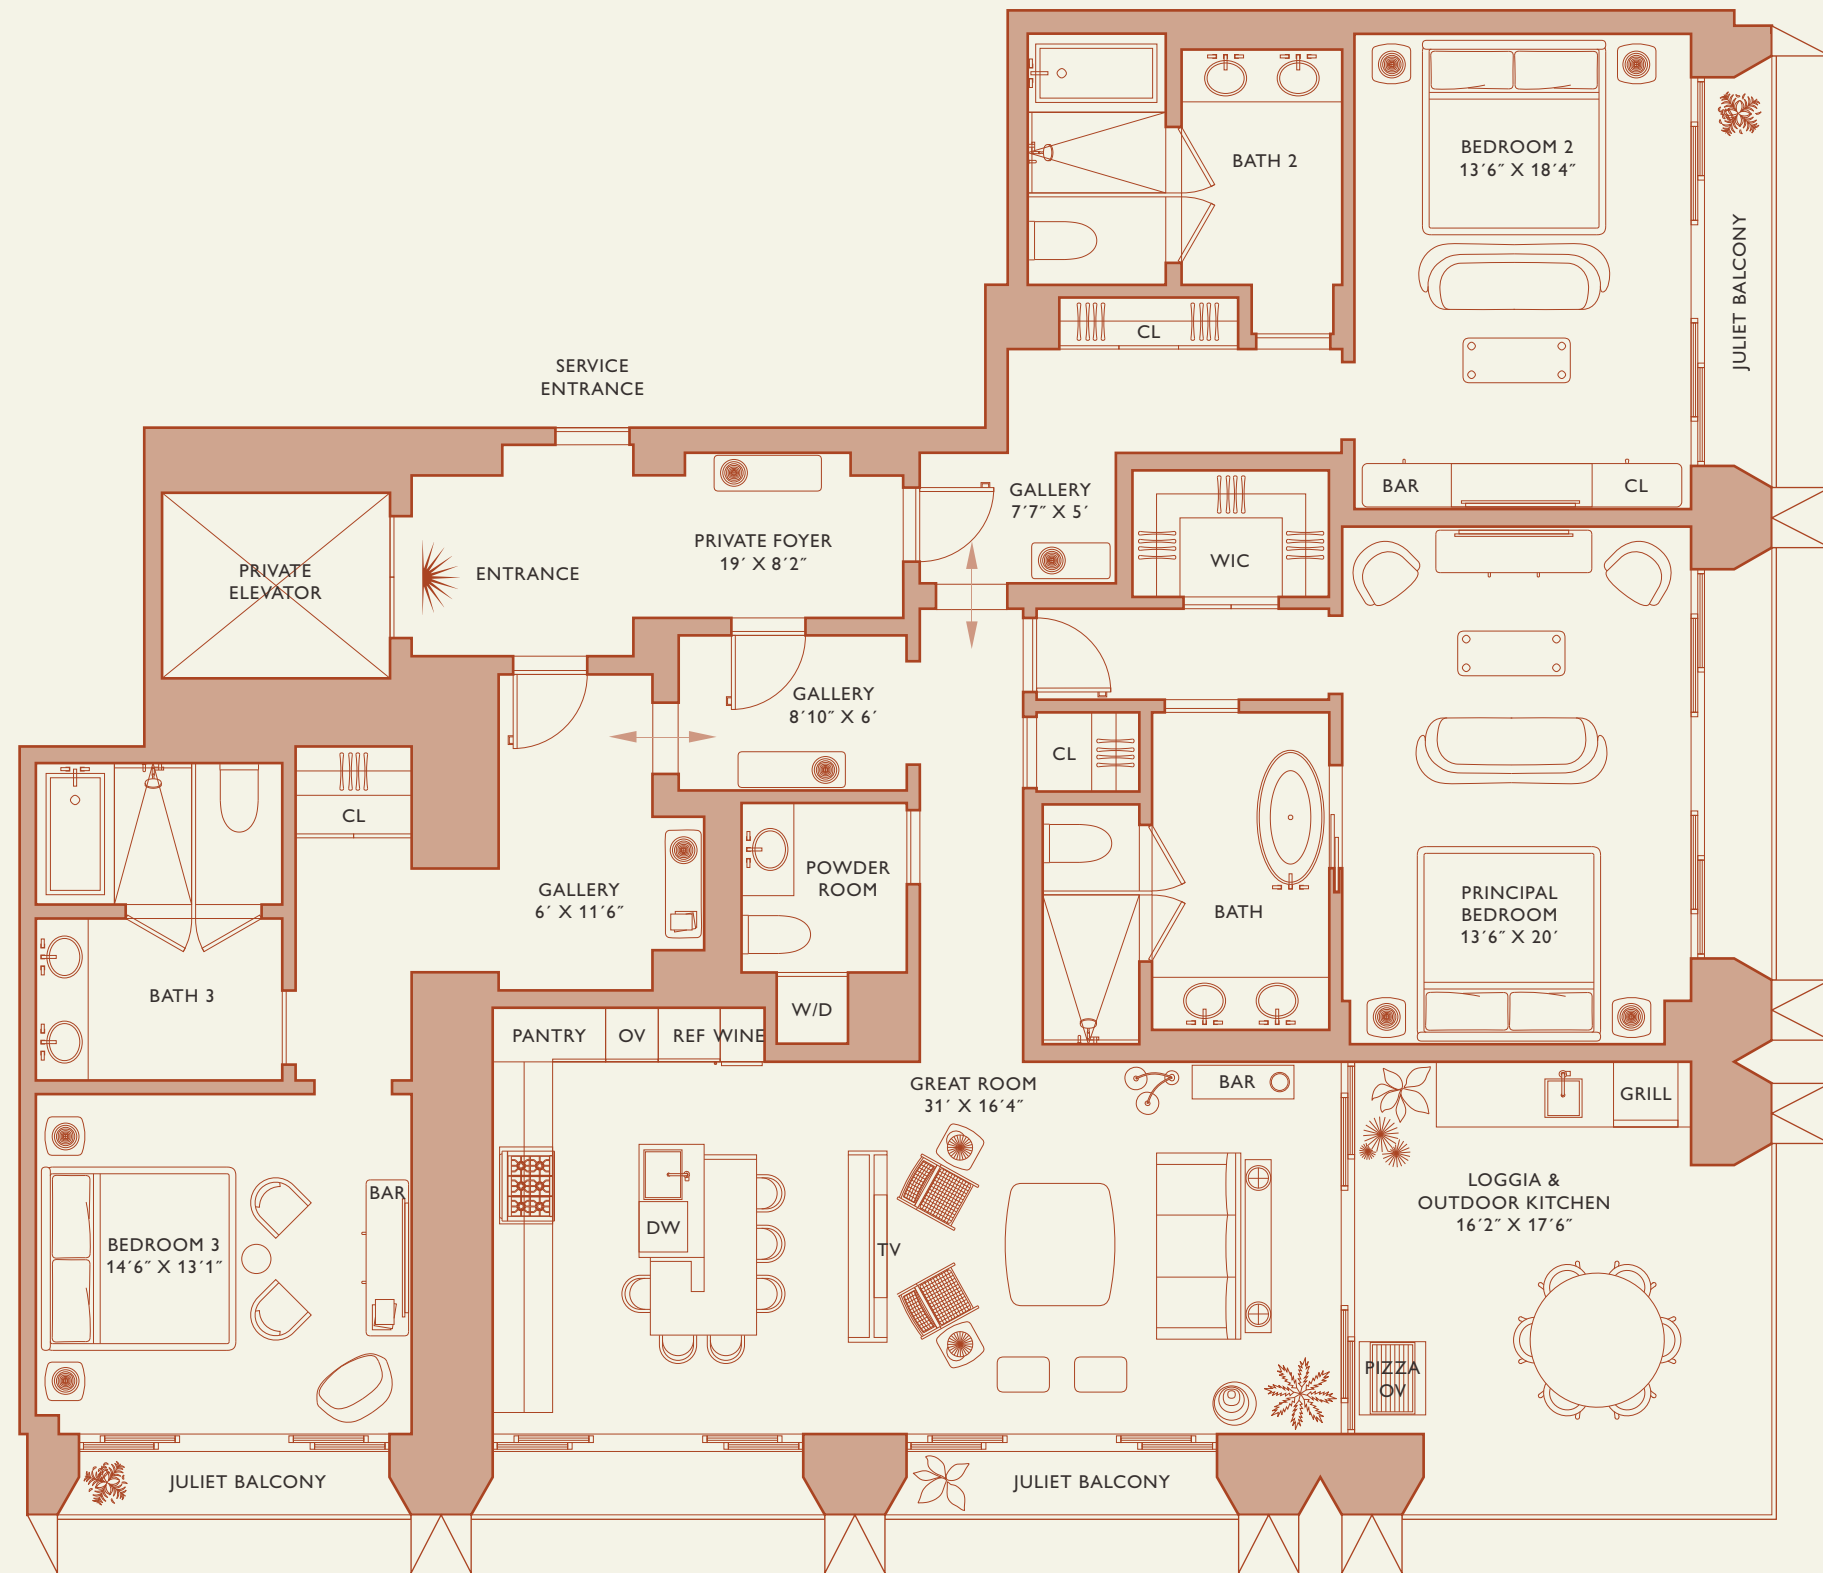 BATH 2
BEDROOM 2
13′6″ X 18′4″
JULIET BALCONY
CL
SERVICE
ENTRANCE
BAR
CL
GALLERY
7′7″ X 5′
PRIVATE FOYER
19′ X 8′2″
WIC
PRIVATE
ELEVATOR
ENTRANCE
GALLERY
8′10″ X 6′
CL
CL
POWDER
ROOM
GALLERY
6′ X 11′6″
BATH
PRINCIPAL
BEDROOM
13′6″ X 20′
BATH 3
W/D
PANTRY
OV
REF
WINE
GREAT ROOM
31′ X 16′4″
BAR
GRILL
LOGGIA &
OUTDOOR KITCHEN
16′2″ X 17′6″
BAR
DW
BEDROOM 3
14′6″ X 13′1″
TV
PIZZA
OV
JULIET BALCONY
JULIET BALCONY